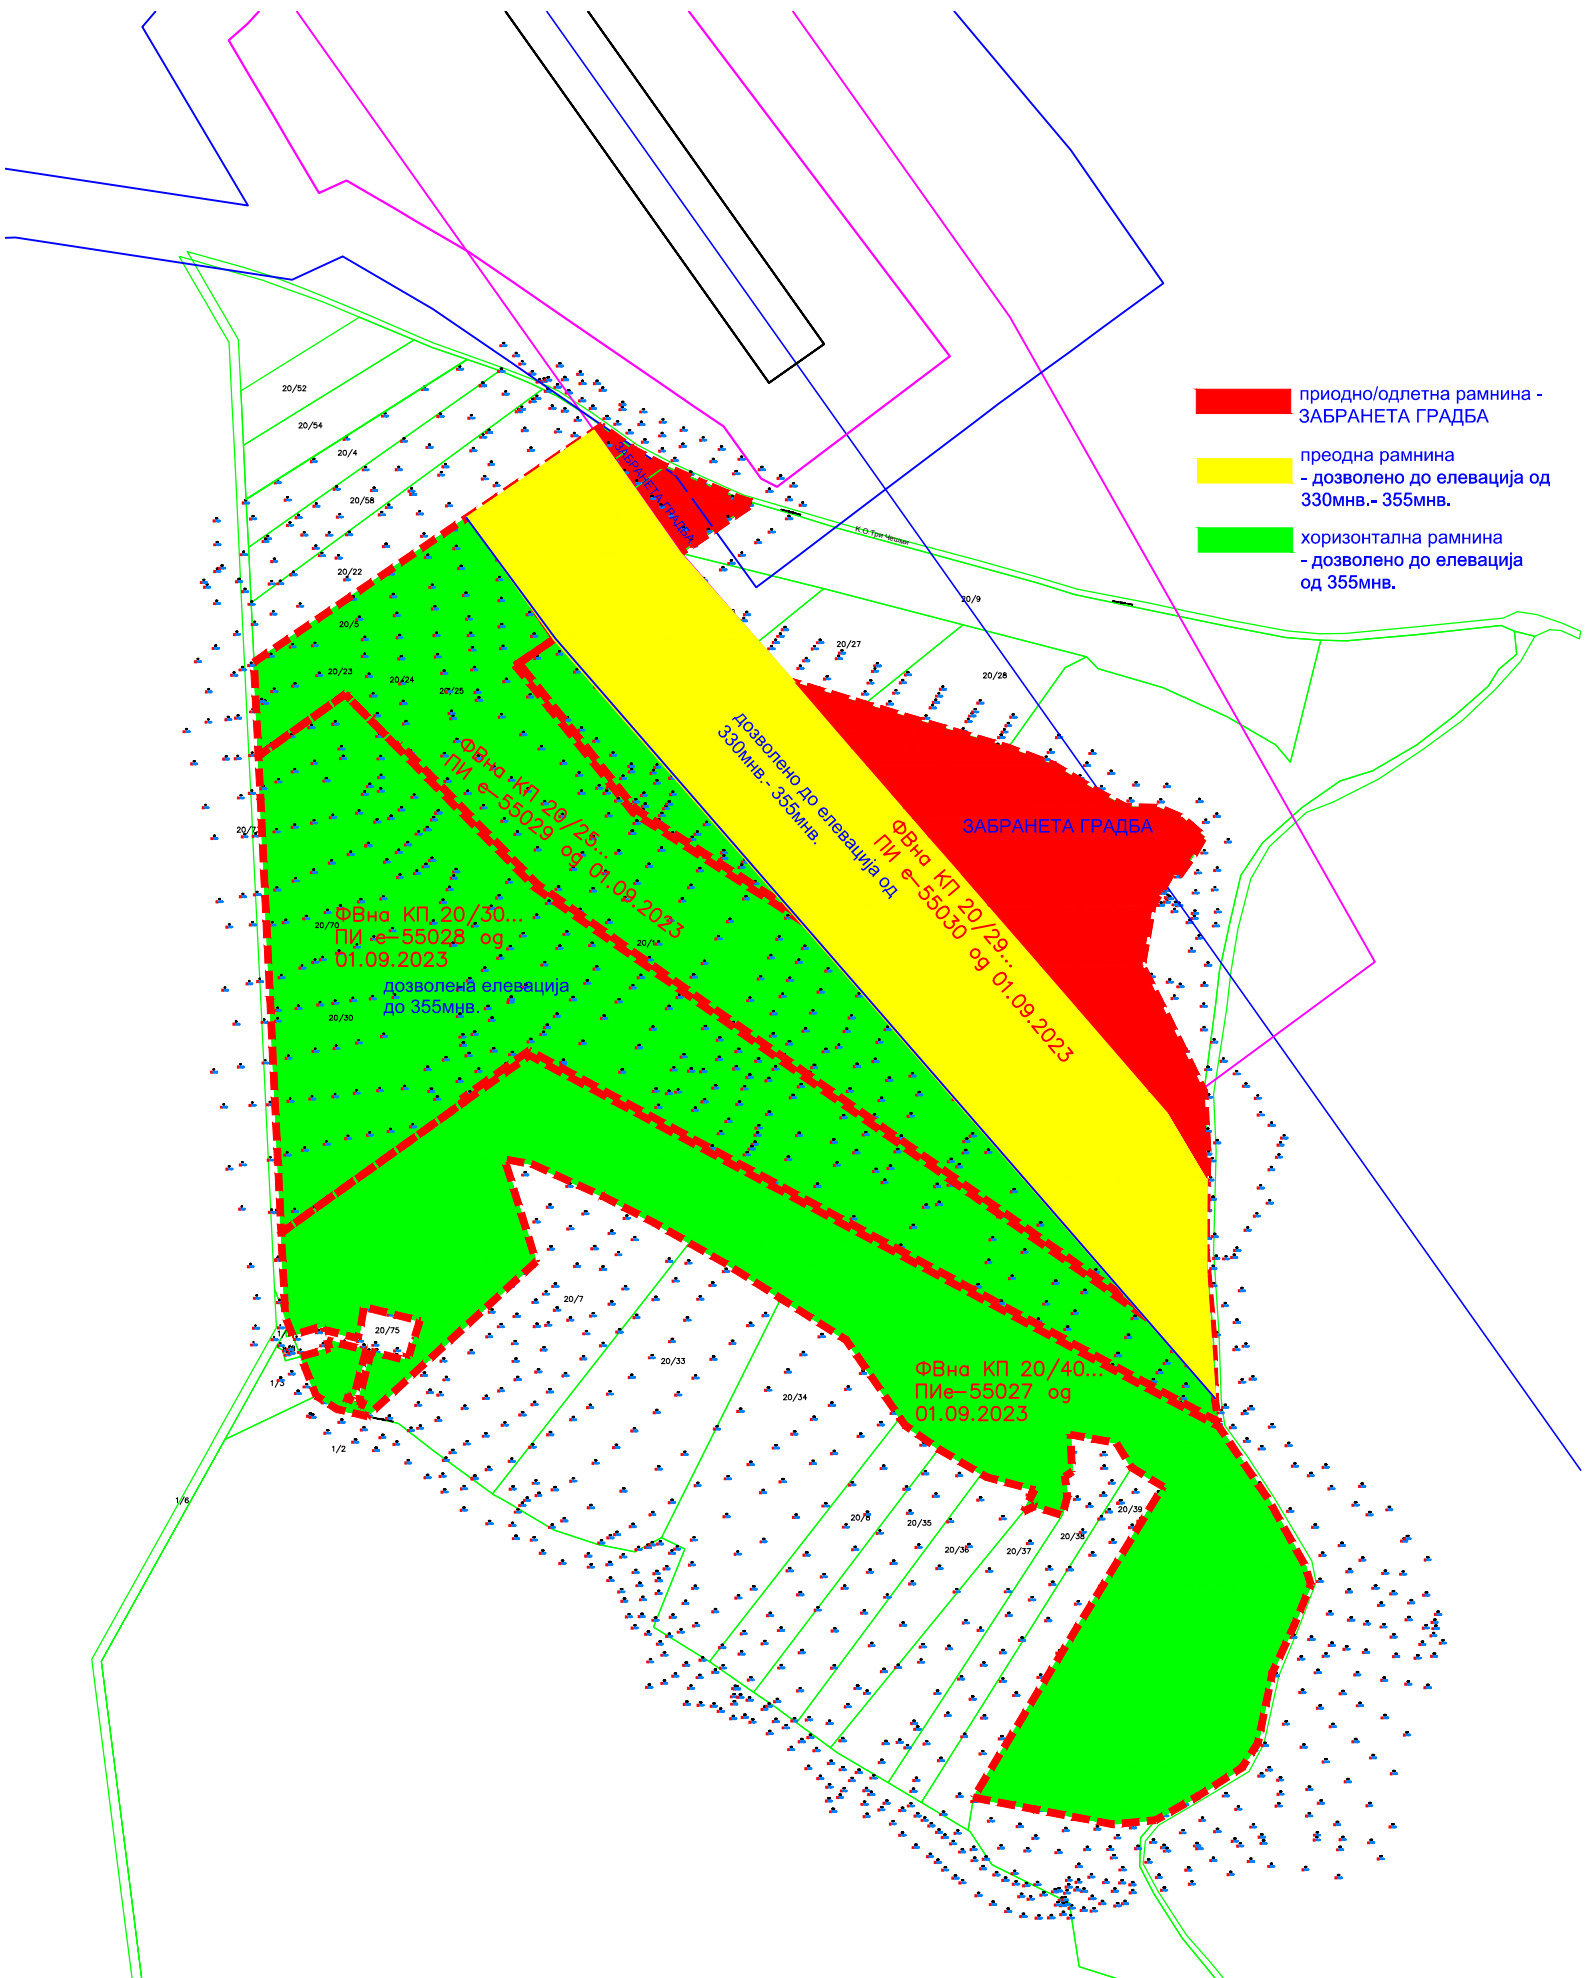 20/52
20/54
20/4
20/58
20/22
20/5
20/23
20/24
20/25
ЗАБРАНЕТА ГРАДБА
К.О.Три Чешми
20/9
20/27
20/28
приодно/одлетна рамнина -
ЗАБРАНЕТА ГРАДБА
преодна рамнина
- дозволено до елевација од
330мнв.- 355мнв.
хоризонтална рамнина
- дозволено до елевација
од 355мнв.
ФВна КП 20/25...
ПИ е-55029 од 01.09.2023
дозволено до елевација од
330мнв.- 355мнв.
ФВна КП 20/29...
ПИ е-55030 од 01.09.2023
ЗАБРАНЕТА ГРАДБА
20/70
ФВна КП 20/30...
ПИ е-55028 од
01.09.2023
дозволена елевација
до 355мнв.
20/30
20/7
20/75
20/33
20/34
ФВна КП 20/40...
ПИе-55027 од
01.09.2023
1/3
1/2
1/6
20/8
20/35
20/36
20/37
20/38
20/39